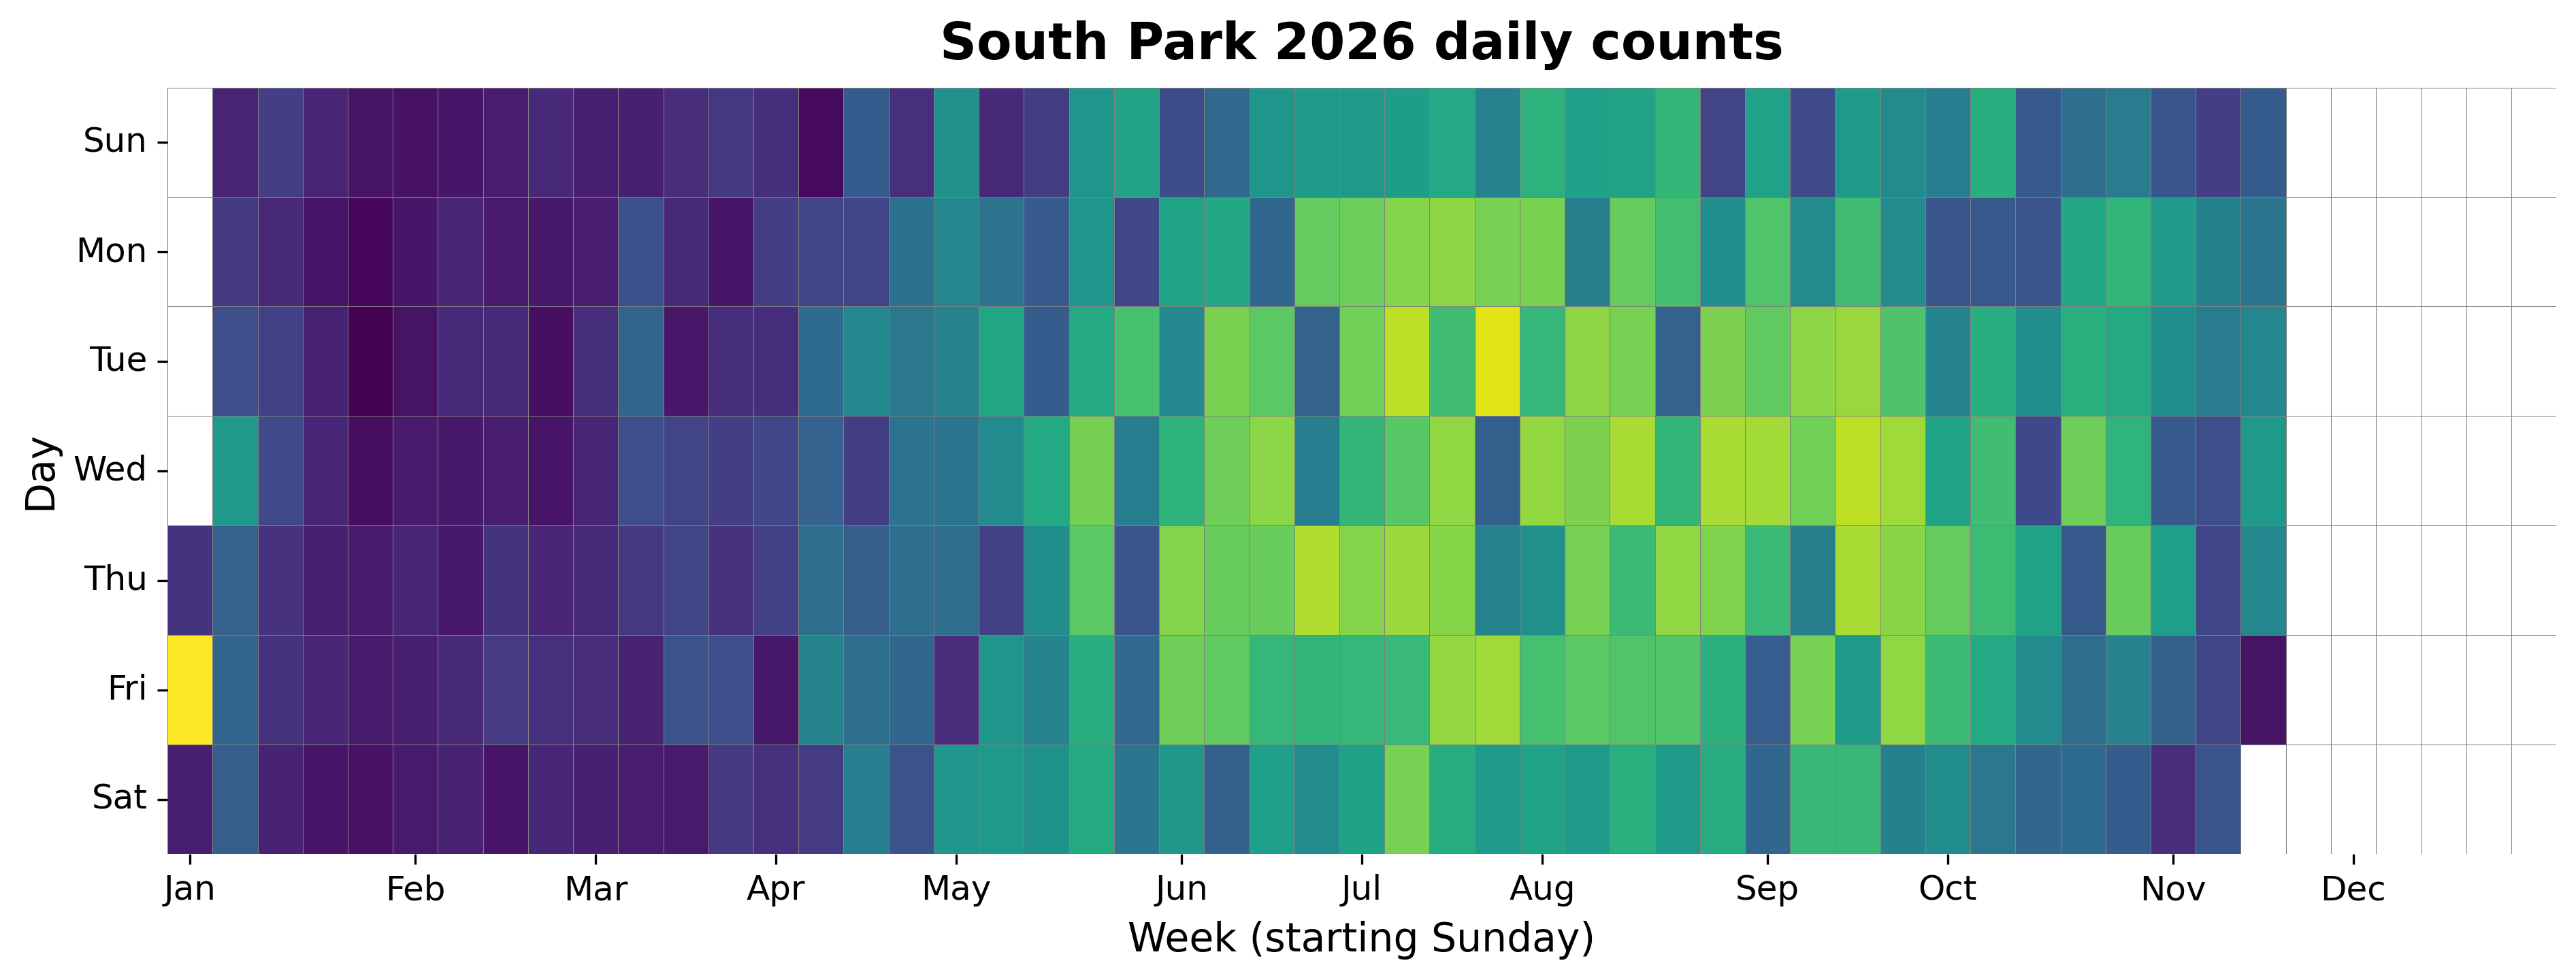 South Park 2026 daily counts
Day
Sun
Mon
Tue
Wed
Thu
Fri
Sat
Jan Feb Mar Apr May Jun Jul Aug Sep Oct Nov Dec
Week (starting Sunday)